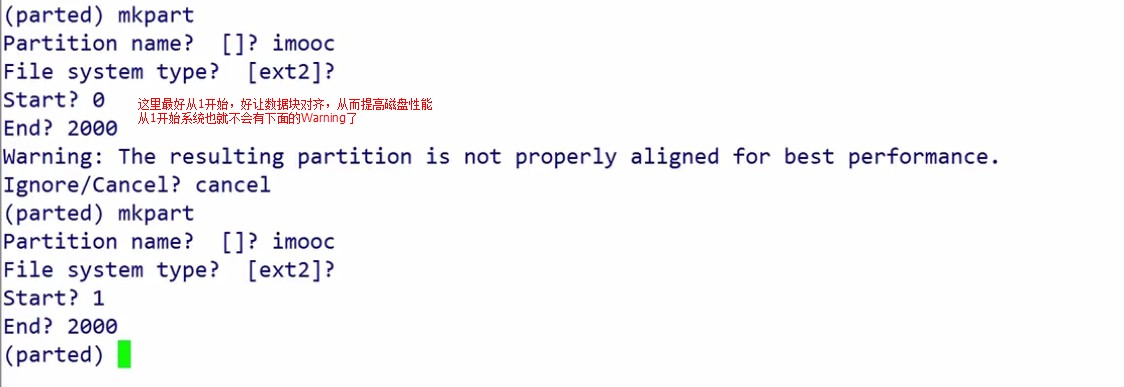 (parted) mkpart
Partition name?  []? imooc
File system type?  [ext2]?
Start? 0
这里最好从1开始，好让数据块对齐，从而提高磁盘性能
从1开始系统也就不会有下面的Warning了
End? 2000
Warning: The resulting partition is not properly aligned for best performance.
Ignore/Cancel? cancel
(parted) mkpart
Partition name?  []? imooc
File system type?  [ext2]?
Start? 1
End? 2000
(parted)